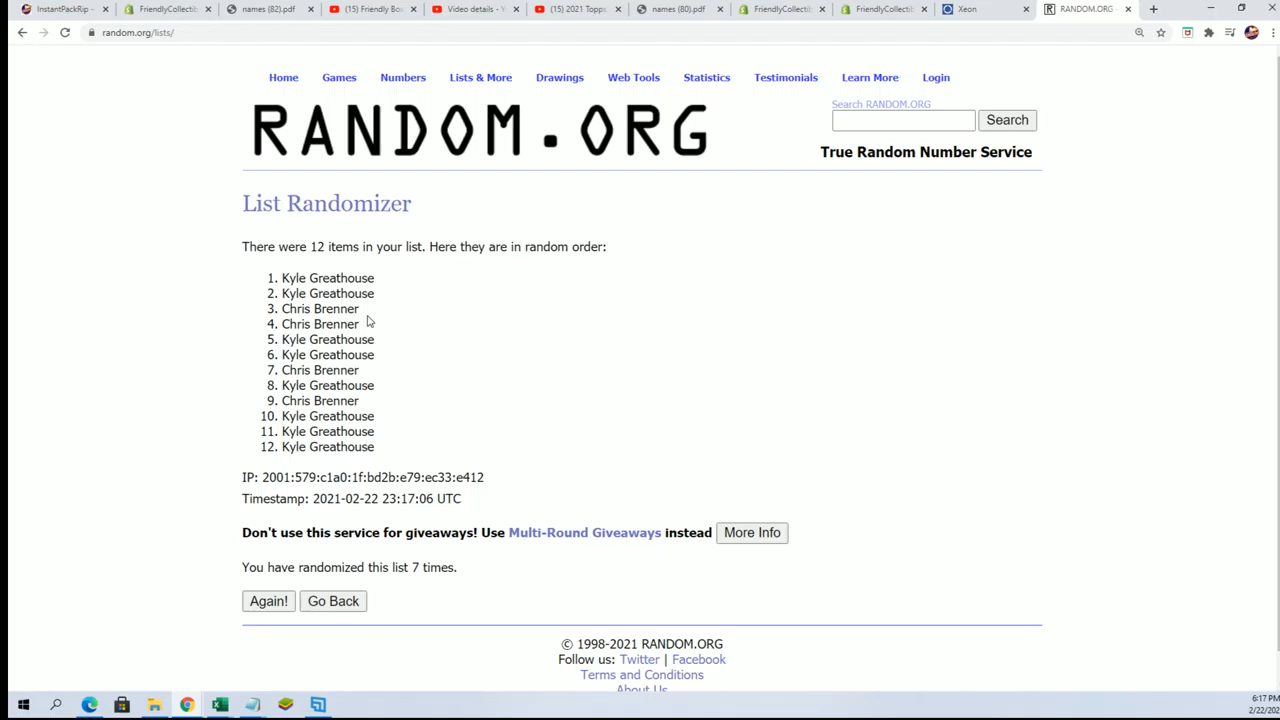 InstantPackRip -
FriendlyCollectib
names (82).pdf
(15) Friendly Bo
Video details - Y
(15) 2021 Topps
names (80).pdf
FriendlyCollectib
FriendlyCollectib
Xeon
RANDOM.ORG -
random.org/lists/
Home Games Numbers Lists & More Drawings Web Tools Statistics Testimonials Learn More Login
RANDOM.ORG
Search RANDOM.ORG
Search
True Random Number Service
List Randomizer
There were 12 items in your list. Here they are in random order:
1. Kyle Greathouse
2. Kyle Greathouse
3. Chris Brenner
4. Chris Brenner
5. Kyle Greathouse
6. Kyle Greathouse
7. Chris Brenner
8. Kyle Greathouse
9. Chris Brenner
10. Kyle Greathouse
11. Kyle Greathouse
12. Kyle Greathouse
IP: 2001:579:c1a0:1f:bd2b:e79:ec33:e412
Timestamp: 2021-02-22 23:17:06 UTC
Don't use this service for giveaways! Use Multi-Round Giveaways instead More Info
You have randomized this list 7 times.
Again! Go Back
© 1998-2021 RANDOM.ORG
Follow us: Twitter | Facebook
Terms and Conditions
About Us
6:17 PM
2/22/202